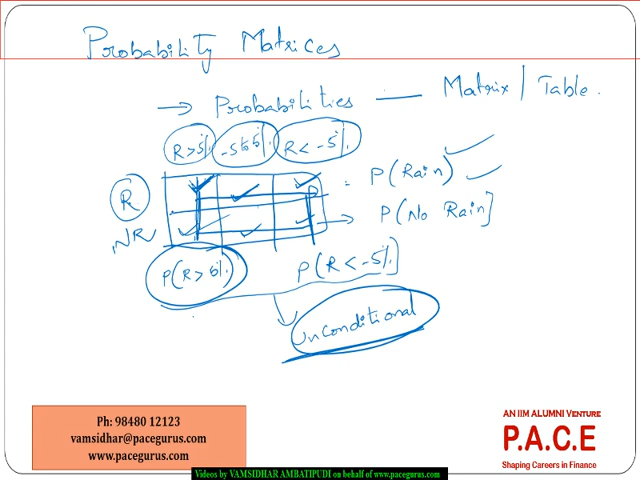 Probability Matrices
→ Probabilities — Matrix / Table.
R > 5% -5 to 5% R < -5%
R = P(Rain)
NR → P(No Rain]
P(R > 5% P(R < -5%]
Unconditional
Ph: 98480 12123
vamsidhar@pacegurus.com
www.pacegurus.com
AN IIM ALUMNI VENTURE
P.A.C.E
Shaping Careers in Finance
Videos by VAMSIDHAR AMBATIPUDI on behalf of www.pacegurus.com